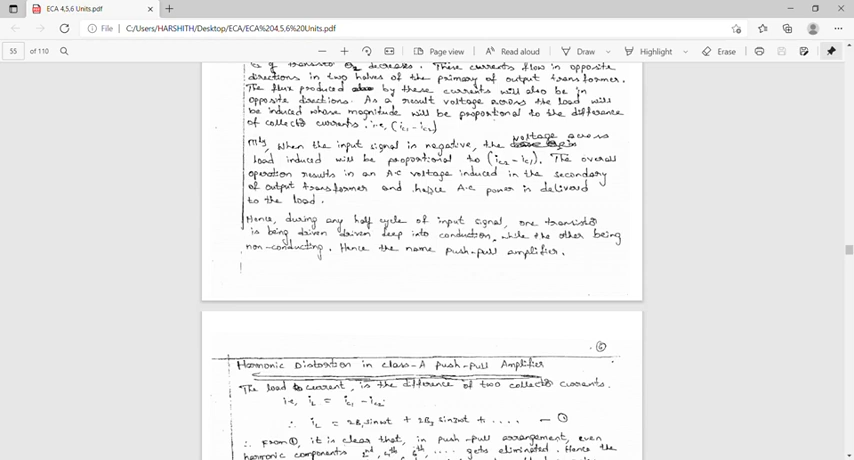 ECA 4,5,6 Units.pdf
File
C:/Users/HARSHITH/Desktop/ECA/ECA%204,5,6%20Units.pdf
55 of 110
Page view
Read aloud
Draw
Highlight
Erase
decreases. These currents flow in opposite
directions in two halves of the primary of output transformer.
The flux produced by these currents will also be in
opposite directions. As a result voltage across the load will
be induced whose magnitude will be proportional to the difference
of collector currents. i.e, (ic1 - ic2)
m'ly, when the input signal in negative, the voltage across
load induced will be proportional to (ic2 - ic1). The overall
operation results in an A.C voltage induced in the secondary
of output transformer and hence A.C power is delivered
to the load.
Hence, during any half cycle of input signal, one transistor
is being driven driven deep into conduction, while the other being
non-conducting. Hence the name push-pull amplifier.
6
Harmonic Distortion in class-A push-pull Amplifier
The load current, is the difference of two collector currents.
i.e, iL = ic1 - ic2.
∴ iL = 2B1 sinωt + 2B3 sin3ωt + .... - ①
∴ From ①, it is clear that, in push-pull arrangement, even
harmonic components 2nd, 4th, 6th, .... gets eliminated. Hence the